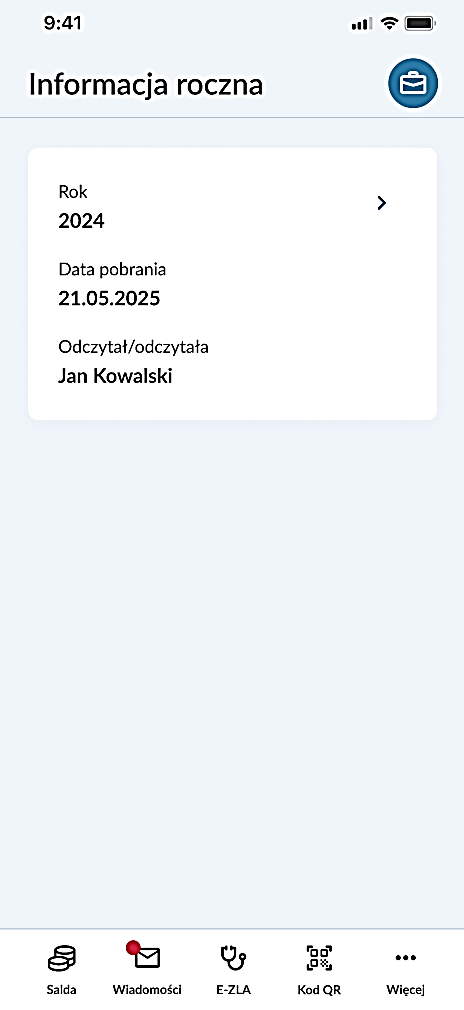 9:41
Informacja roczna
Rok
2024
Data pobrania
21.05.2025
Odczytał/odczytała
Jan Kowalski
Salda
Wiadomości
E-ZLA
Kod QR
Więcej